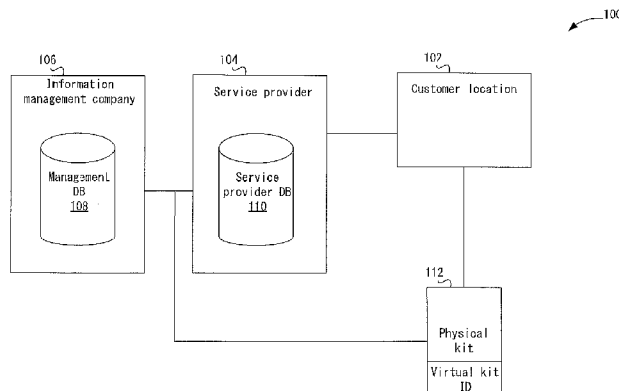 100
106
Information
management company
Management
DB
108
104
Service provider
Service
provider DB
110
102
Customer location
112
Physical
kit
Virtual kit
ID